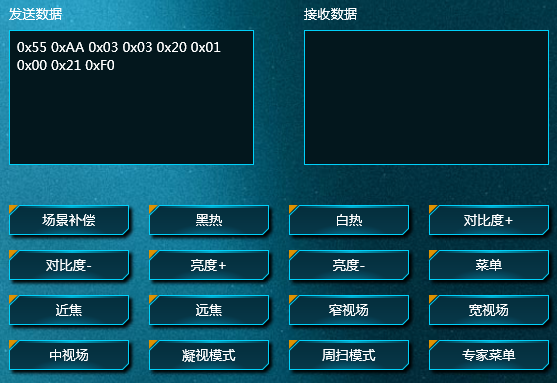 发送数据
接收数据
0x55 0xAA 0x03 0x03 0x20 0x01
0x00 0x21 0xF0
场景补偿
黑热
白热
对比度+
对比度-
亮度+
亮度-
菜单
近焦
远焦
窄视场
宽视场
中视场
凝视模式
周扫模式
专家菜单